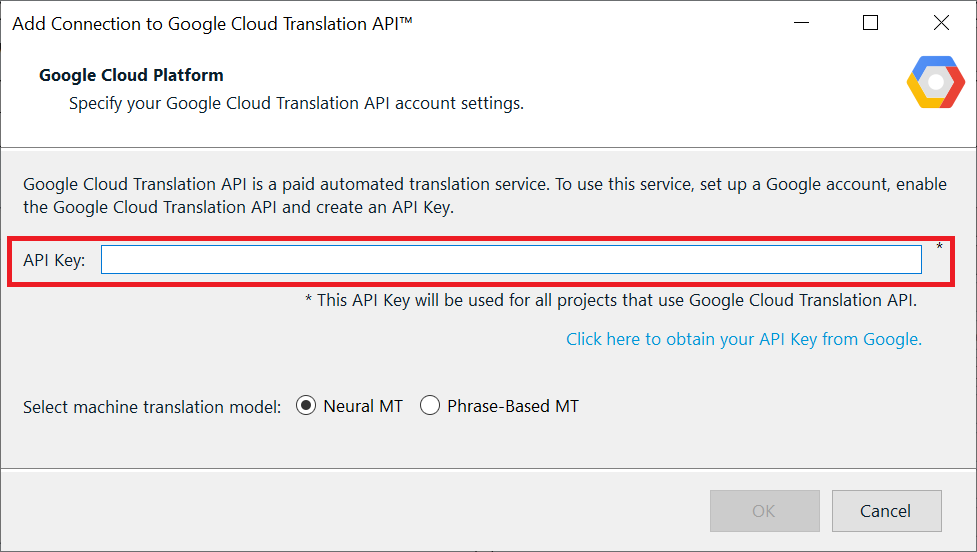 Add Connection to Google Cloud Translation API™
Google Cloud Platform
Specify your Google Cloud Translation API account settings.
Google Cloud Translation API is a paid automated translation service. To use this service, set up a Google account, enable
the Google Cloud Translation API and create an API Key.
API Key: *
* This API Key will be used for all projects that use Google Cloud Translation API.
Click here to obtain your API Key from Google.
Select machine translation model: Neural MT Phrase-Based MT
OK Cancel